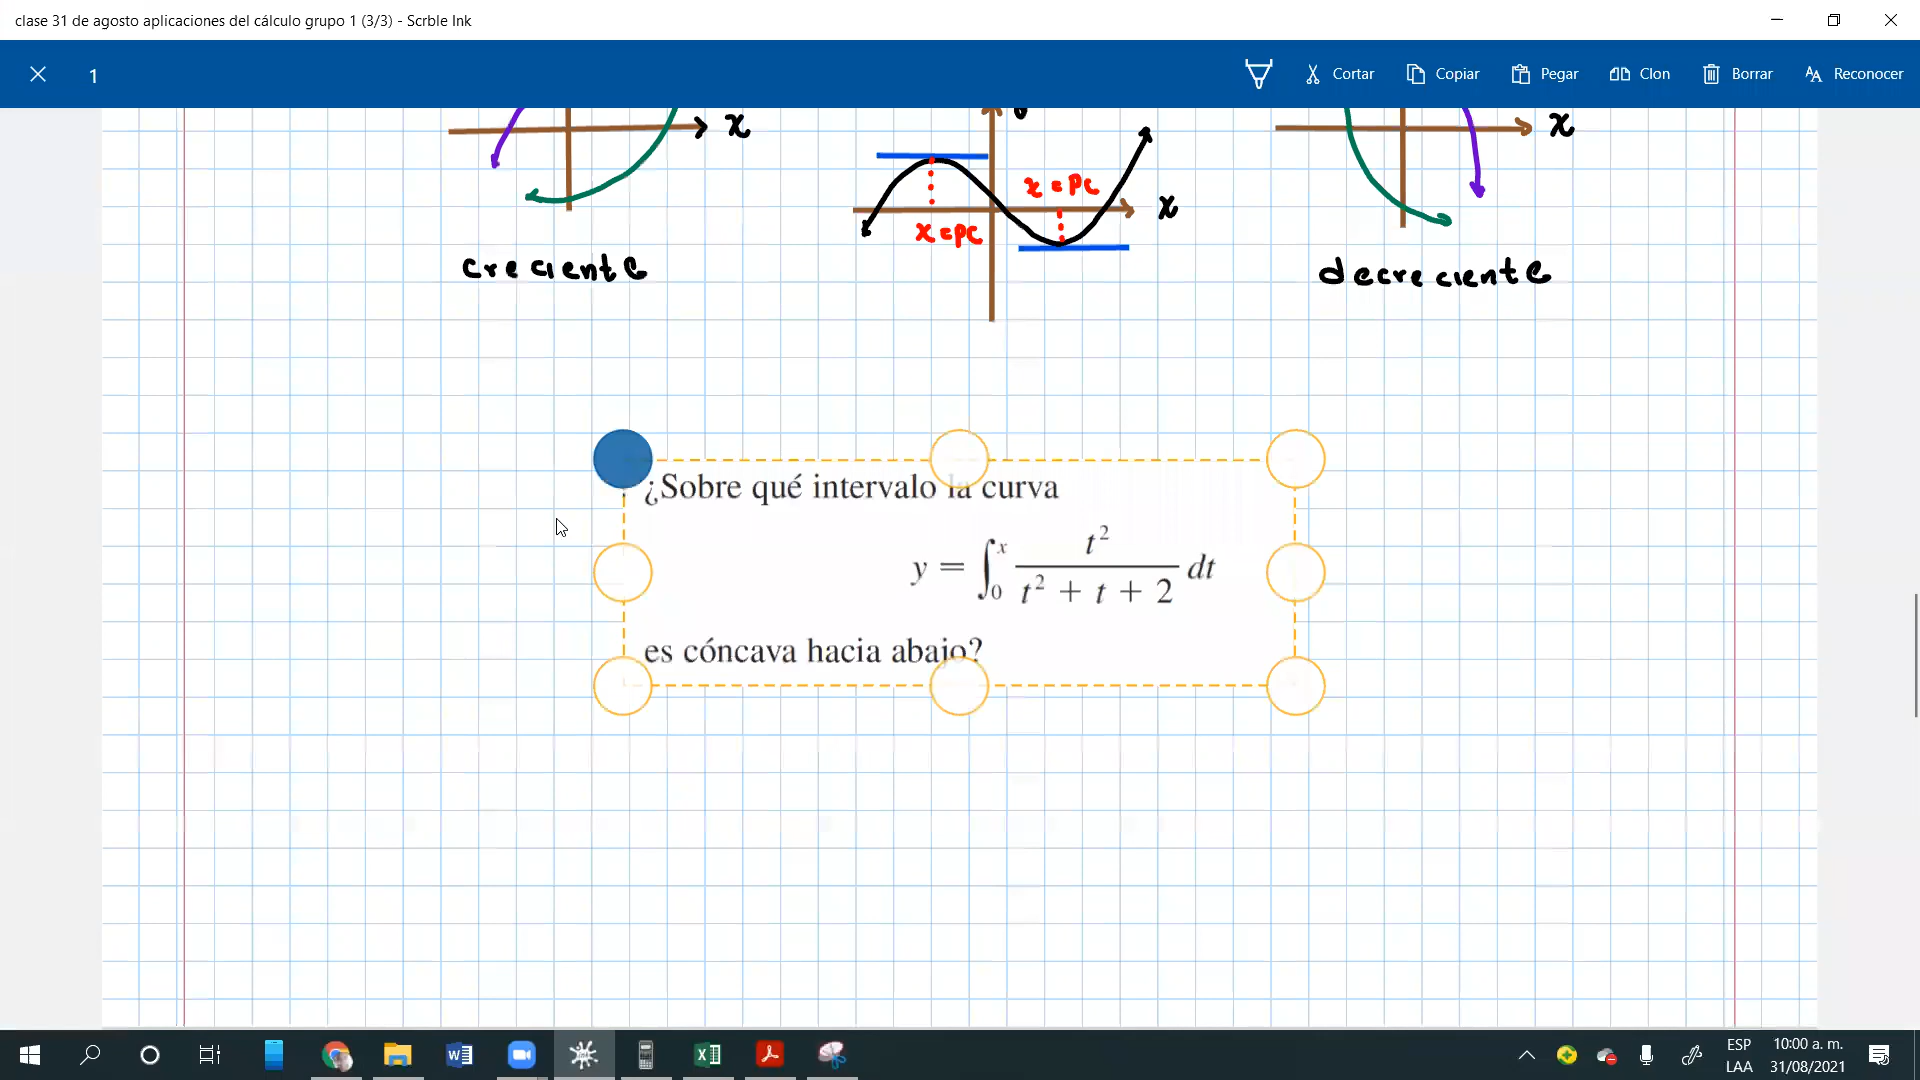 clase 31 de agosto aplicaciones del cálculo grupo 1 (3/3) - Scrble Ink
1
Cortar
Copiar
Pegar
Clon
Borrar
Reconocer
x
x
x = pc
x
x = pc
creciente
decreciente
¿Sobre qué intervalo la curva
y = ∫₀ˣ t² / (t² + t + 2) dt
es cóncava hacia abajo?
ESP
LAA
10:00 a. m.
31/08/2021